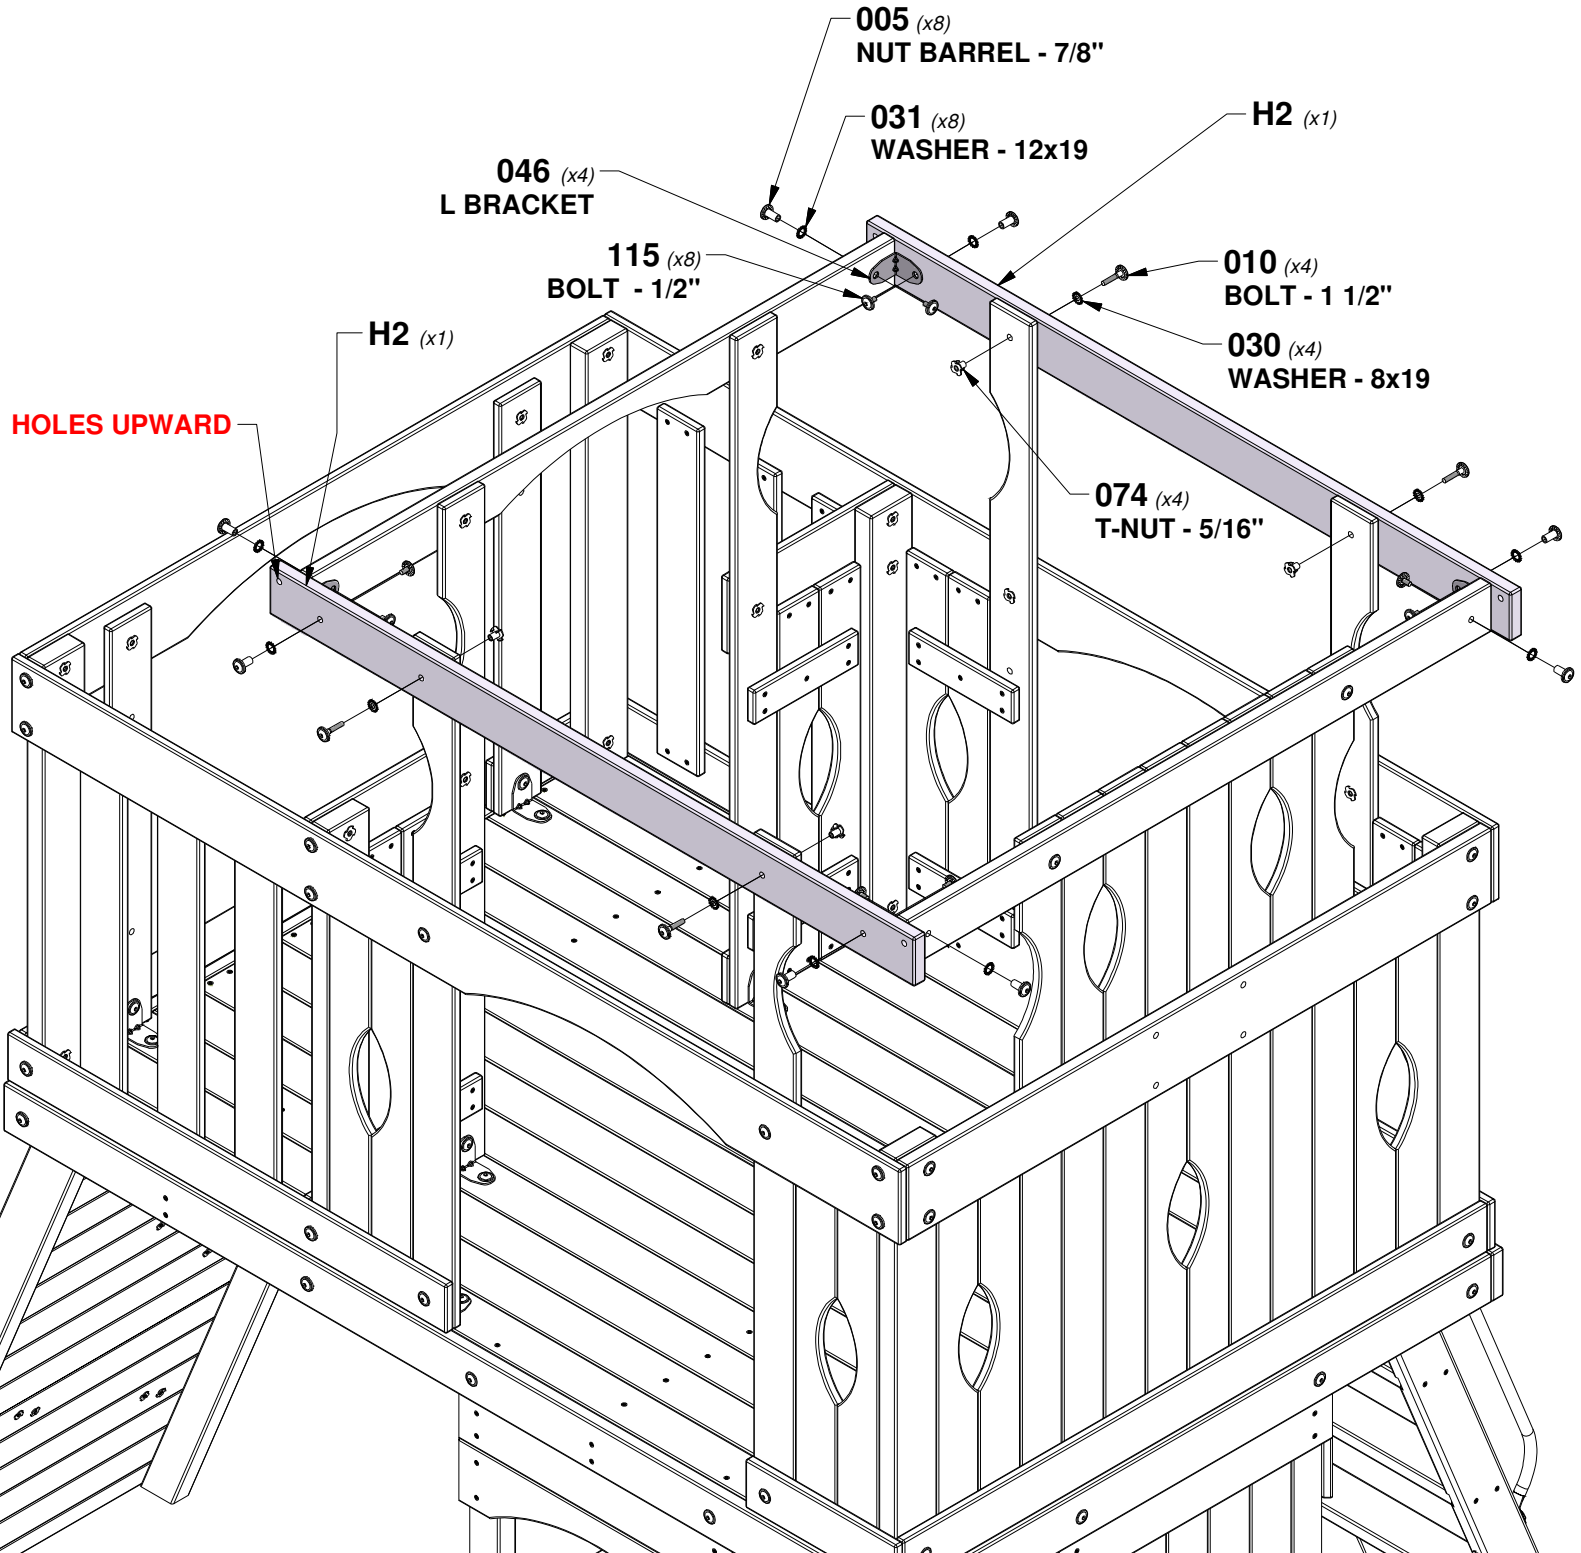 005 (x8)
NUT BARREL - 7/8"
031 (x8)
WASHER - 12x19
H2 (x1)
046 (x4)
L BRACKET
115 (x8)
BOLT - 1/2"
010 (x4)
BOLT - 1 1/2"
H2 (x1)
030 (x4)
WASHER - 8x19
HOLES UPWARD
074 (x4)
T-NUT - 5/16"